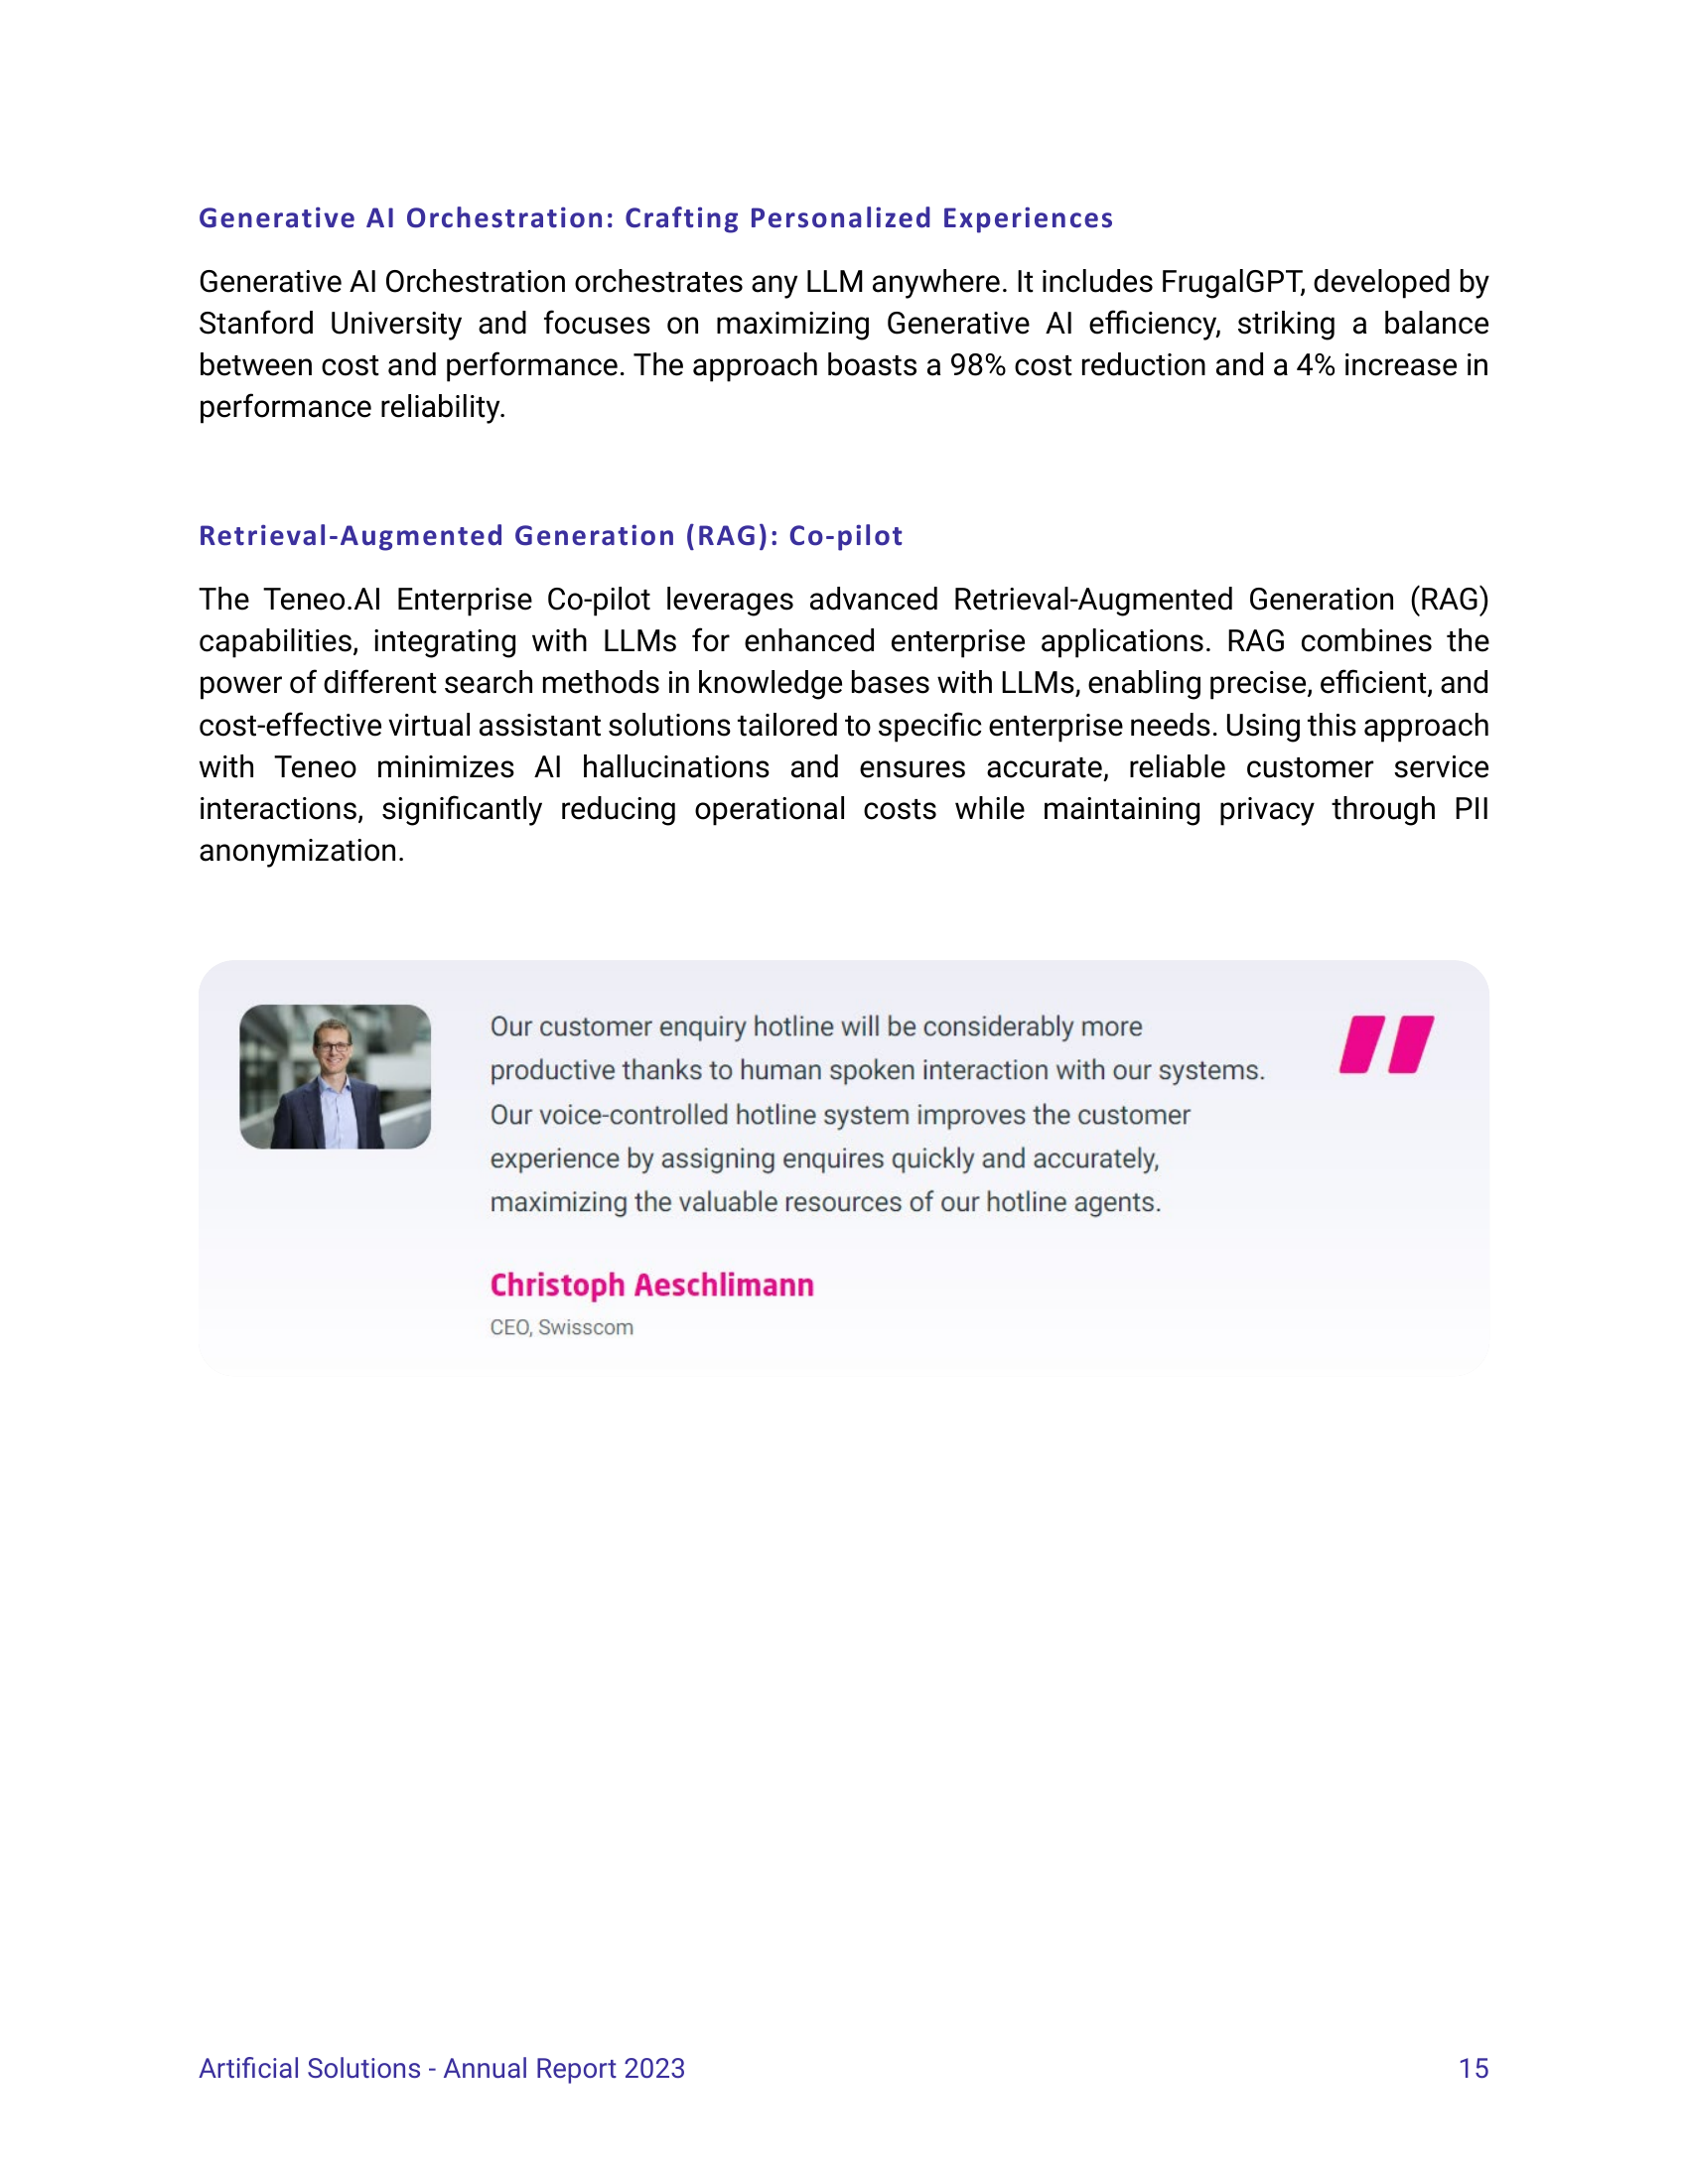 Generative AI Orchestration: Crafting Personalized Experiences
Generative AI Orchestration orchestrates any LLM anywhere. It includes FrugalGPT, developed by
Stanford University and focuses on maximizing Generative AI efficiency, striking a balance
between cost and performance. The approach boasts a 98% cost reduction and a 4% increase in
performance reliability.
Retrieval-Augmented Generation (RAG): Co-pilot
The Teneo.AI Enterprise Co-pilot leverages advanced Retrieval-Augmented Generation (RAG)
capabilities, integrating with LLMs for enhanced enterprise applications. RAG combines the
power of different search methods in knowledge bases with LLMs, enabling precise, efficient, and
cost-effective virtual assistant solutions tailored to specific enterprise needs. Using this approach
with Teneo minimizes AI hallucinations and ensures accurate, reliable customer service
interactions, significantly reducing operational costs while maintaining privacy through PII
anonymization.
Our customer enquiry hotline will be considerably more
productive thanks to human spoken interaction with our systems.
Our voice-controlled hotline system improves the customer
experience by assigning enquires quickly and accurately,
maximizing the valuable resources of our hotline agents.
Christoph Aeschlimann
CEO, Swisscom
Artificial Solutions - Annual Report 2023 15